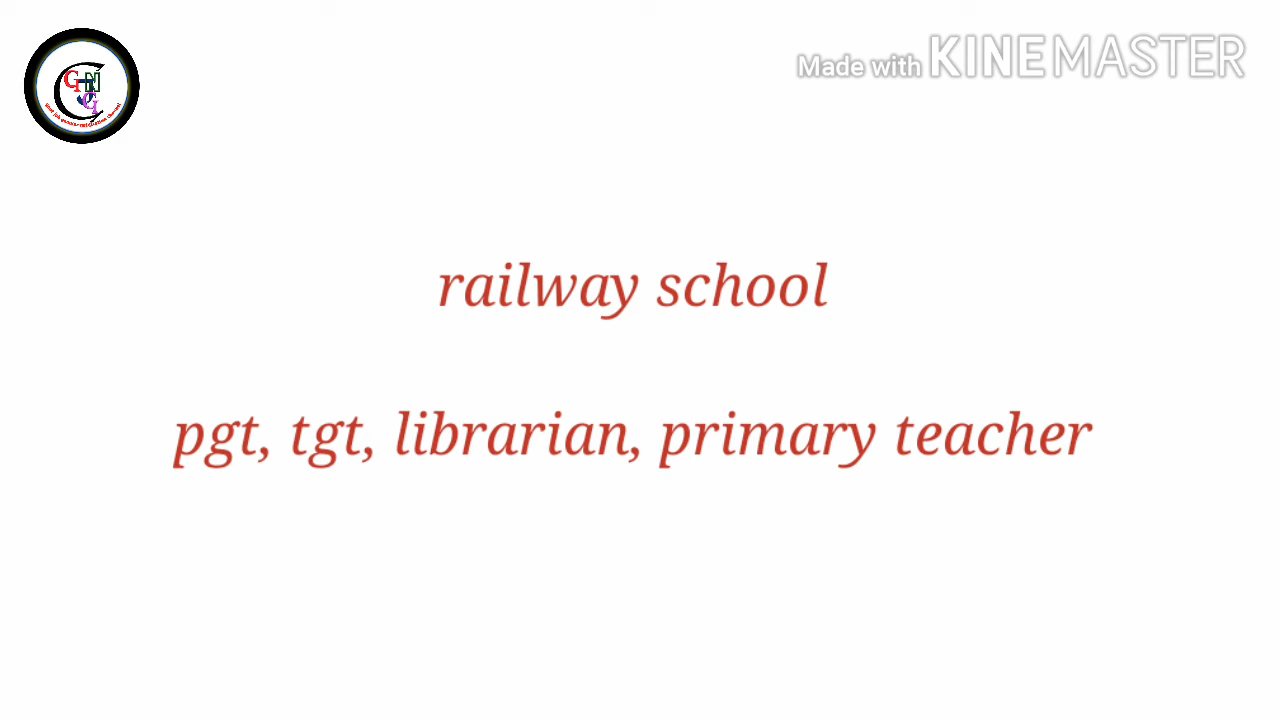 Made with KINEMASTER
railway school
pgt, tgt, librarian, primary teacher